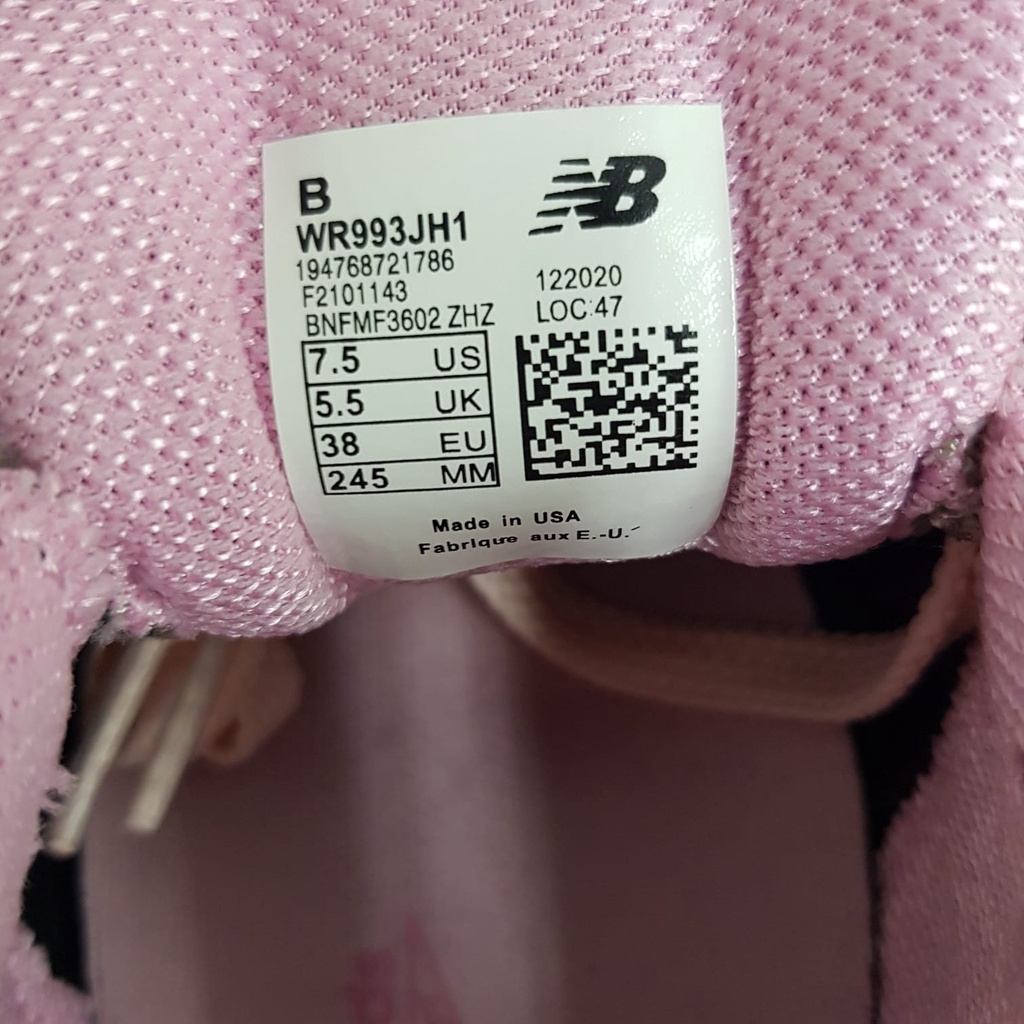 B
WR993JH1
194768721786
F2101143
BNFMF3602 ZHZ
NB
122020
LOC:47
7.5 US
5.5 UK
38 EU
245 MM
Made in USA
Fabrique aux E.-U.